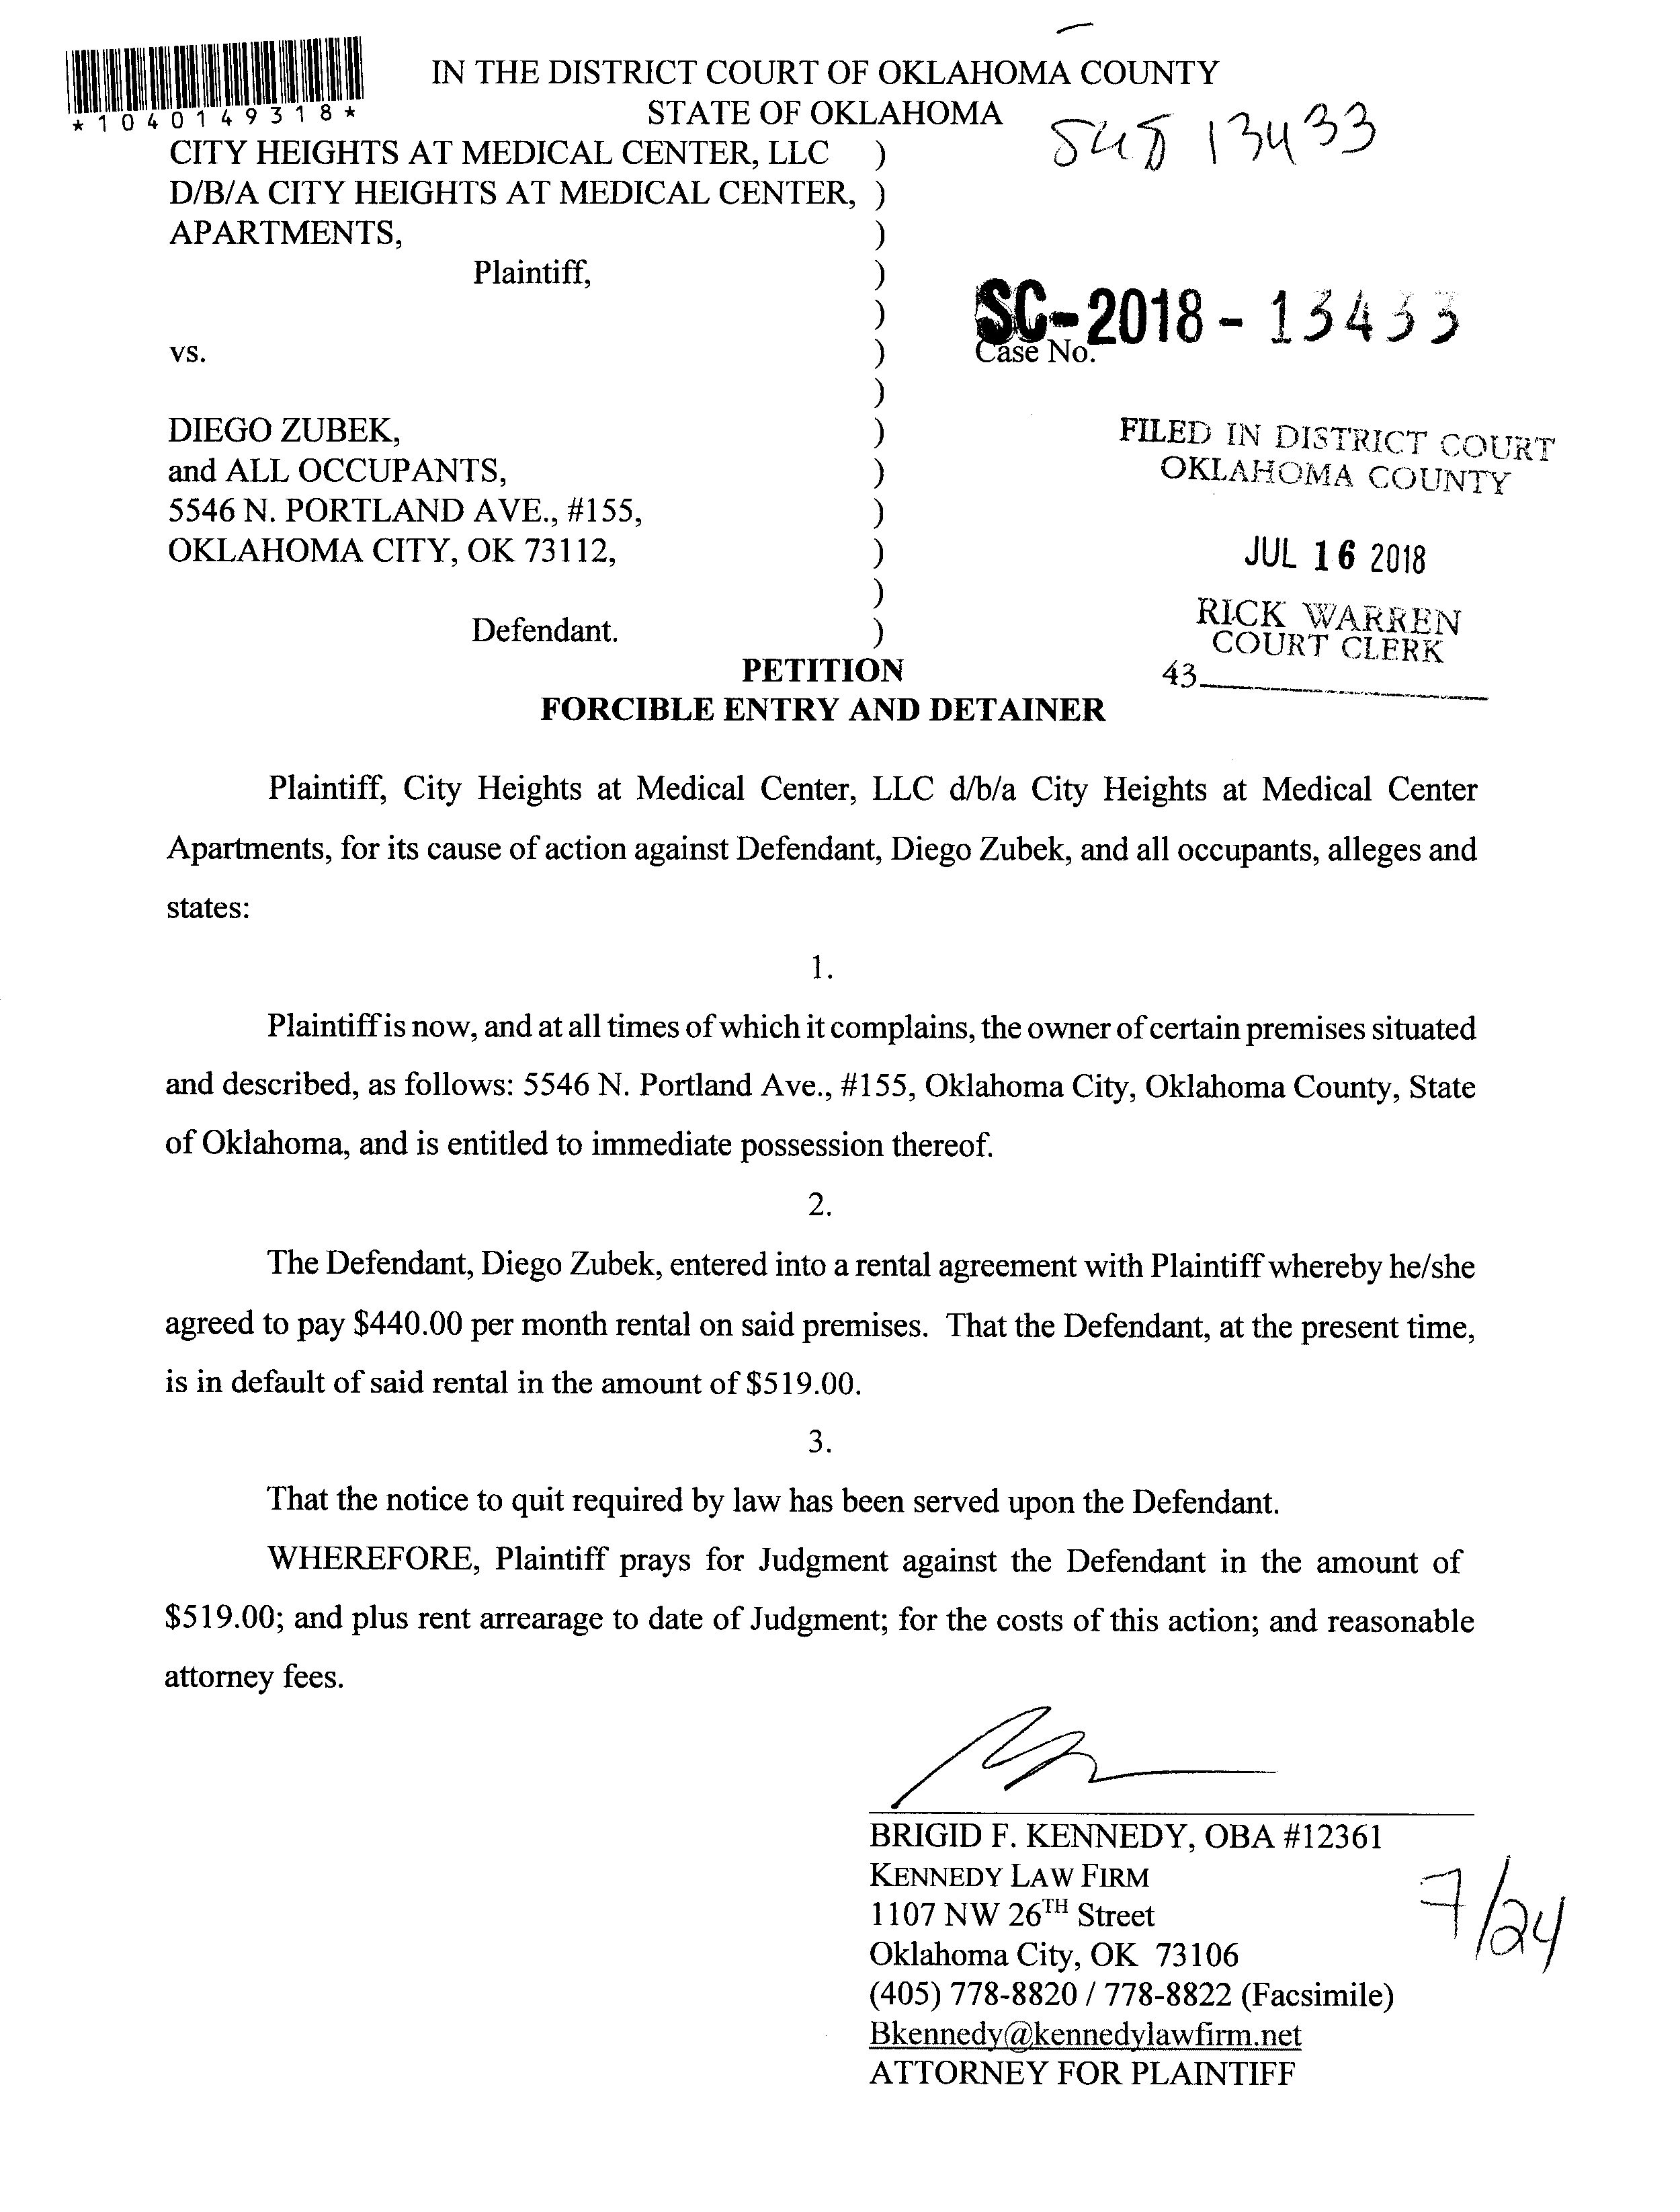 IN THE DISTRICT COURT OF OKLAHOMA COUNTY
STATE OF OKLAHOMA
*1040149318*
13433
CITY HEIGHTS AT MEDICAL CENTER, LLC )
D/B/A CITY HEIGHTS AT MEDICAL CENTER, )
APARTMENTS, )
Plaintiff, )
)
SC-2018-13433
vs. ) Case No.
)
DIEGO ZUBEK, )
and ALL OCCUPANTS, )
5546 N. PORTLAND AVE., #155, )
OKLAHOMA CITY, OK 73112, )
)
Defendant. )
FILED IN DISTRICT COURT
OKLAHOMA COUNTY
JUL 16 2018
RICK WARREN
COURT CLERK
43
PETITION
FORCIBLE ENTRY AND DETAINER
Plaintiff, City Heights at Medical Center, LLC d/b/a City Heights at Medical Center
Apartments, for its cause of action against Defendant, Diego Zubek, and all occupants, alleges and
states:
1.
Plaintiff is now, and at all times of which it complains, the owner of certain premises situated
and described, as follows: 5546 N. Portland Ave., #155, Oklahoma City, Oklahoma County, State
of Oklahoma, and is entitled to immediate possession thereof.
2.
The Defendant, Diego Zubek, entered into a rental agreement with Plaintiff whereby he/she
agreed to pay $440.00 per month rental on said premises. That the Defendant, at the present time,
is in default of said rental in the amount of $519.00.
3.
That the notice to quit required by law has been served upon the Defendant.
WHEREFORE, Plaintiff prays for Judgment against the Defendant in the amount of
$519.00; and plus rent arrearage to date of Judgment; for the costs of this action; and reasonable
attorney fees.
BRIGID F. KENNEDY, OBA #12361
KENNEDY LAW FIRM
1107 NW 26TH Street
Oklahoma City, OK 73106
(405) 778-8820 / 778-8822 (Facsimile)
Bkennedy@kennedylawfirm.net
ATTORNEY FOR PLAINTIFF
7/24